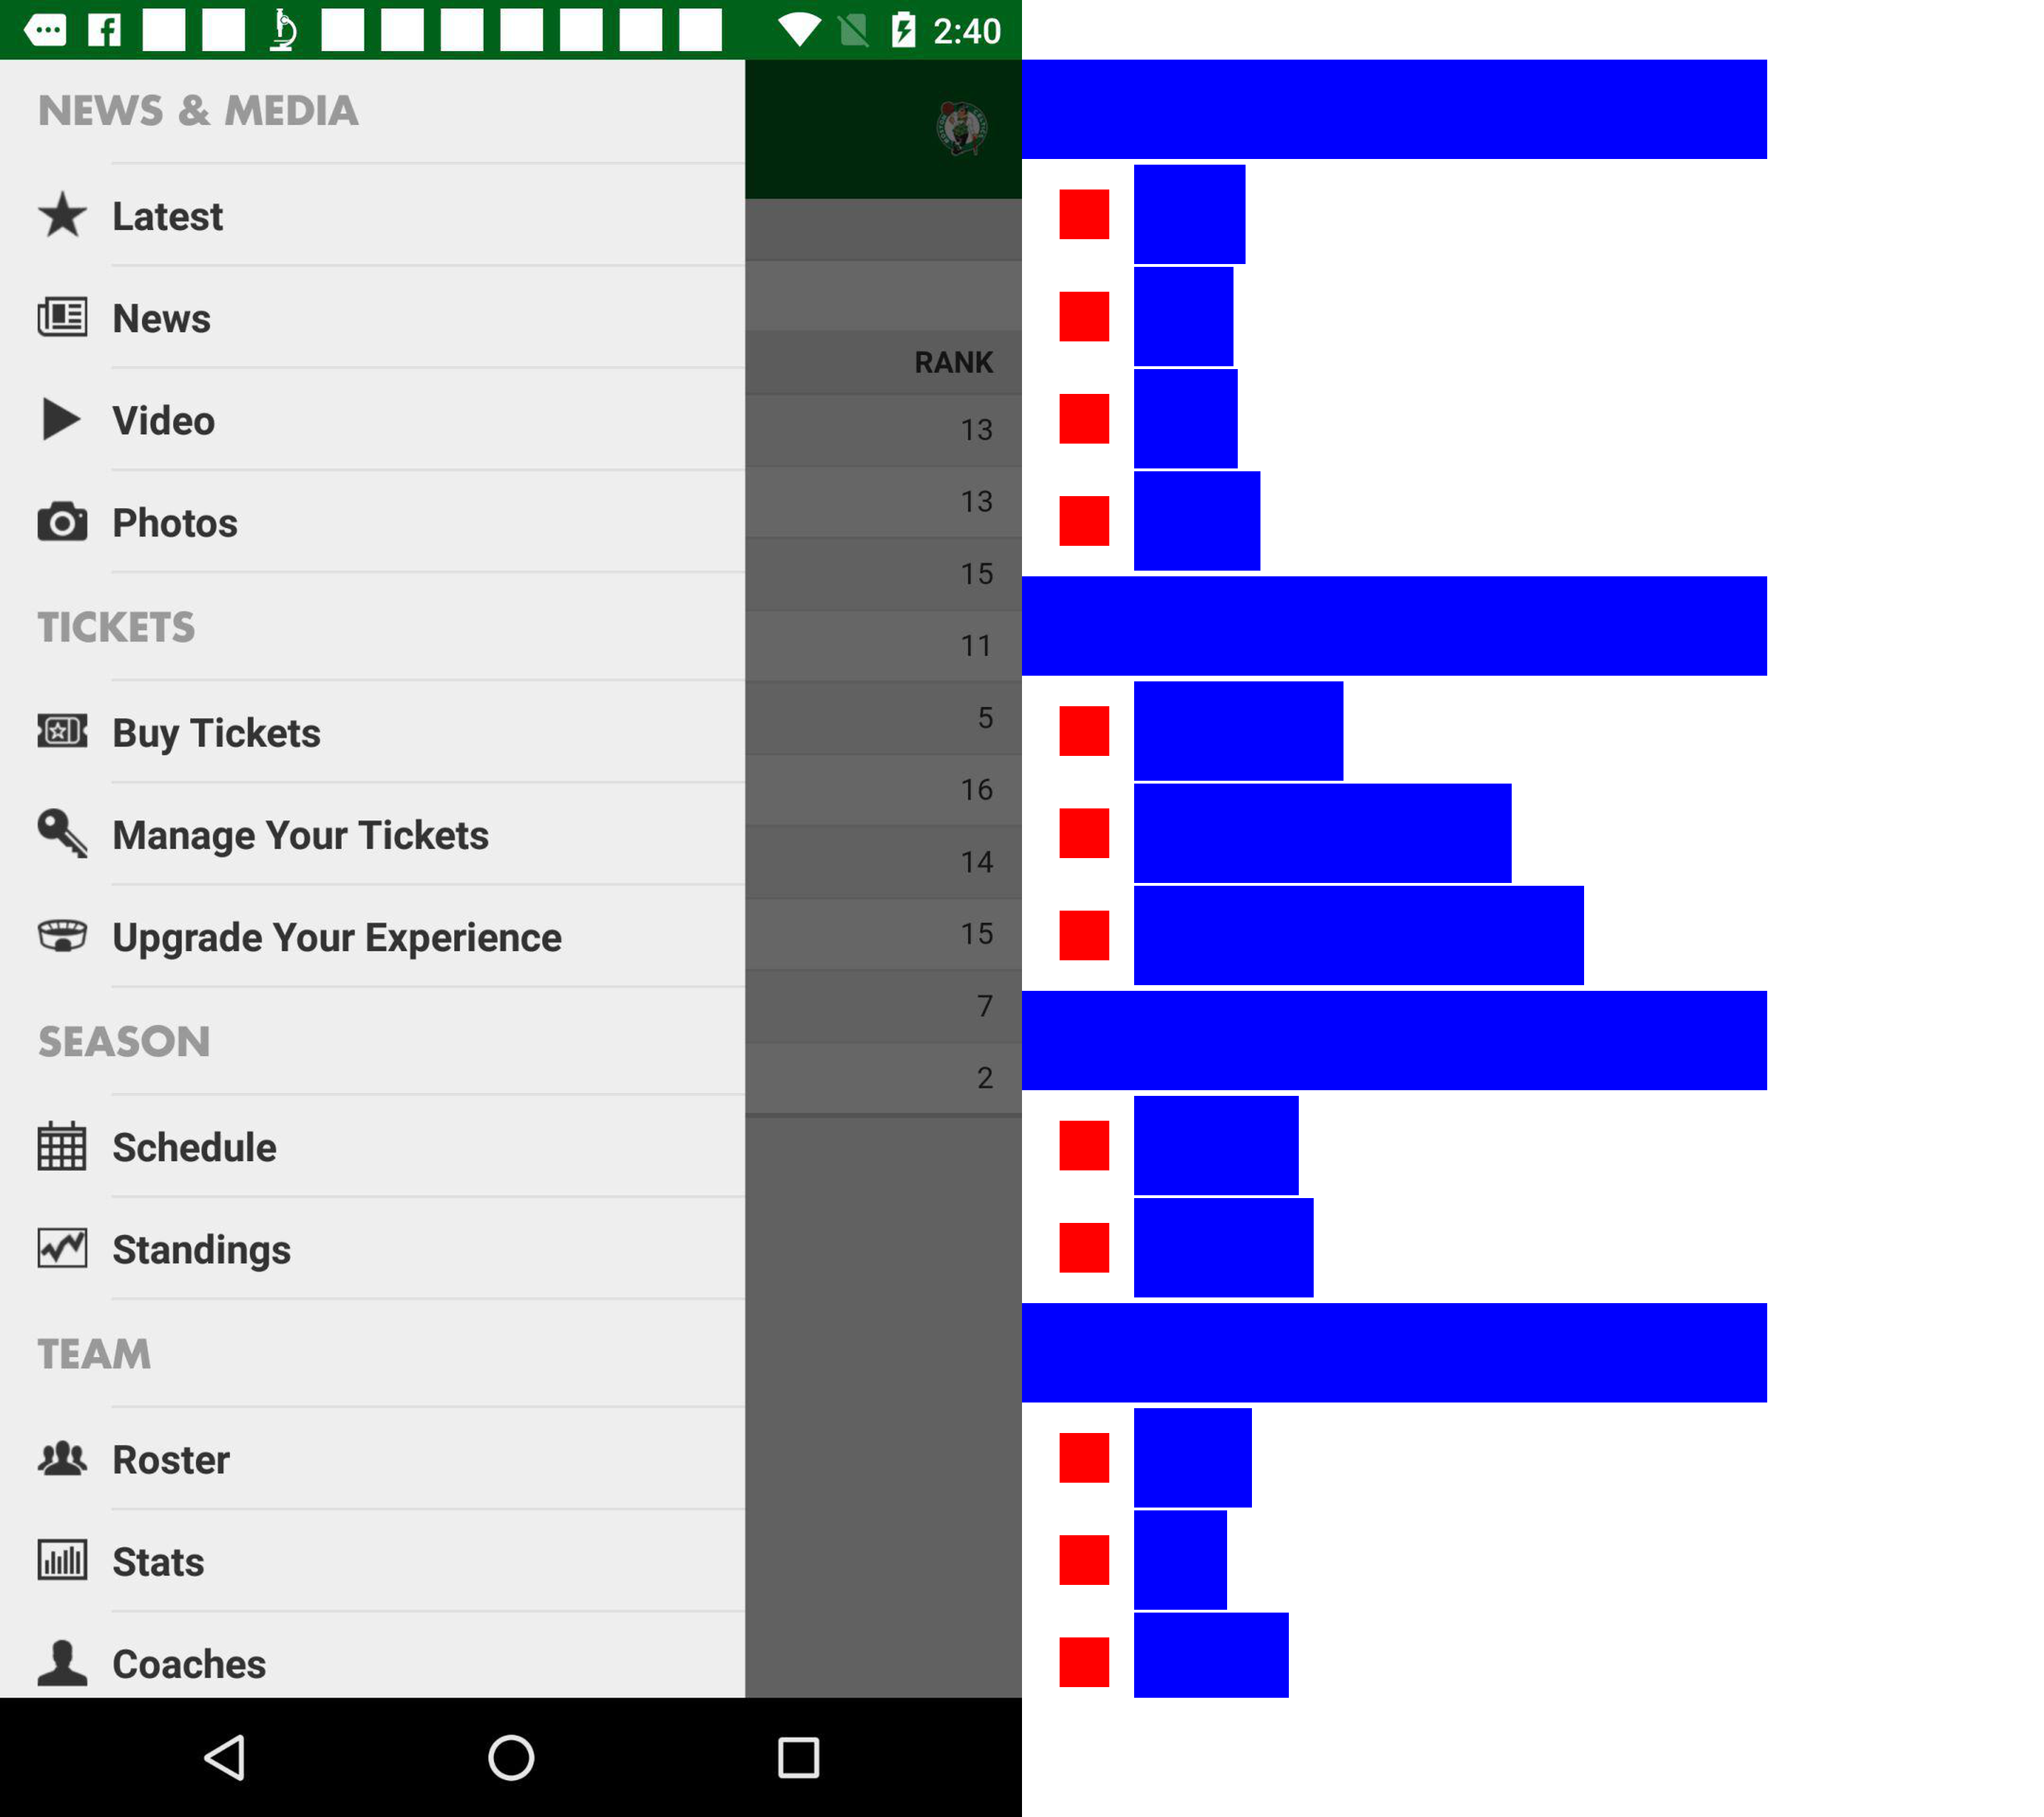 2:40
NEWS & MEDIA
Latest
News
Video
Photos
TICKETS
Buy Tickets
Manage Your Tickets
Upgrade Your Experience
SEASON
Schedule
Standings
TEAM
Roster
Stats
Coaches
RANK
13
13
15
11
5
16
14
15
7
2